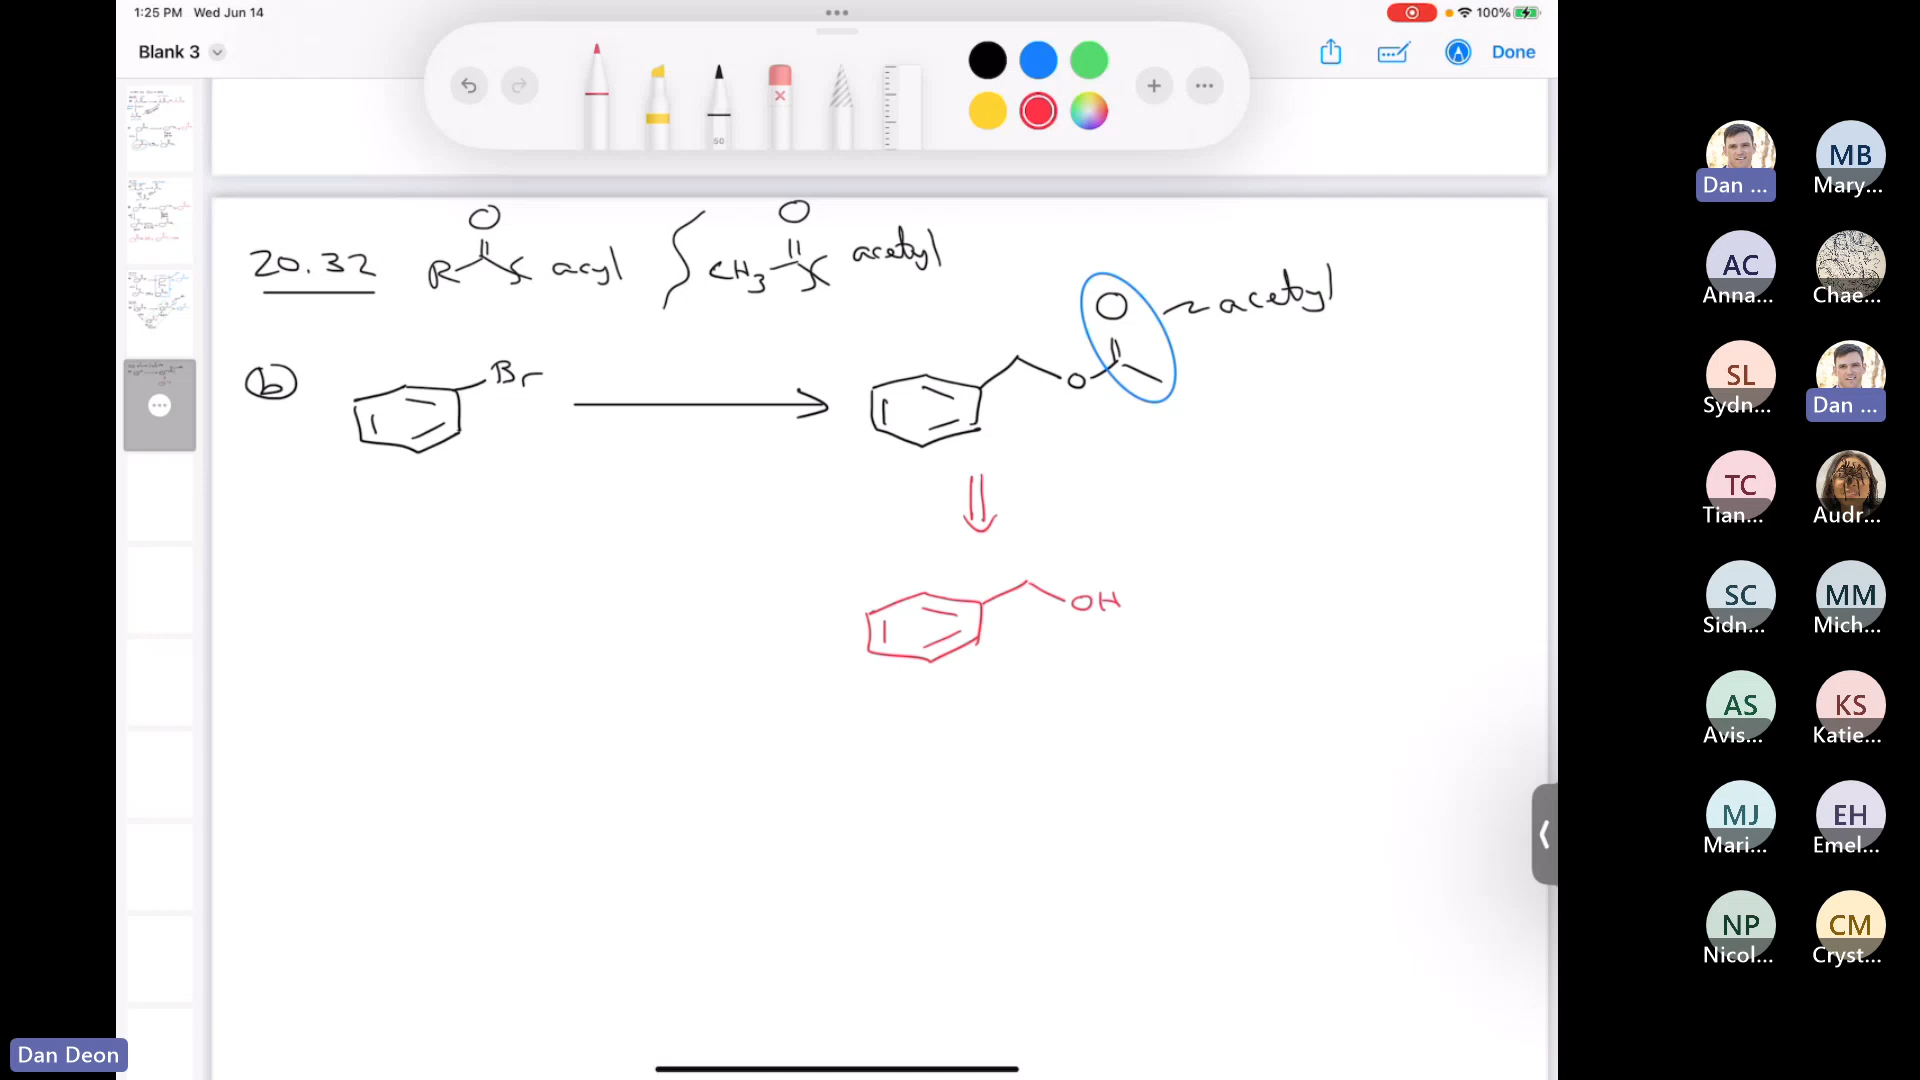 1:25 PM Wed Jun 14
100%
Blank 3
Done
50
20.32
O
R
acyl
O
CH3
acetyl
O
acetyl
b
Br
O
OH
Dan ...
MB
Mary...
AC
Anna...
Chae...
SL
Sydn...
Dan ...
TC
Tian...
Audr...
SC
Sidn...
MM
Mich...
AS
Avis...
KS
Katie...
MJ
Mari...
EH
Emel...
NP
Nicol...
CM
Cryst...
Dan Deon